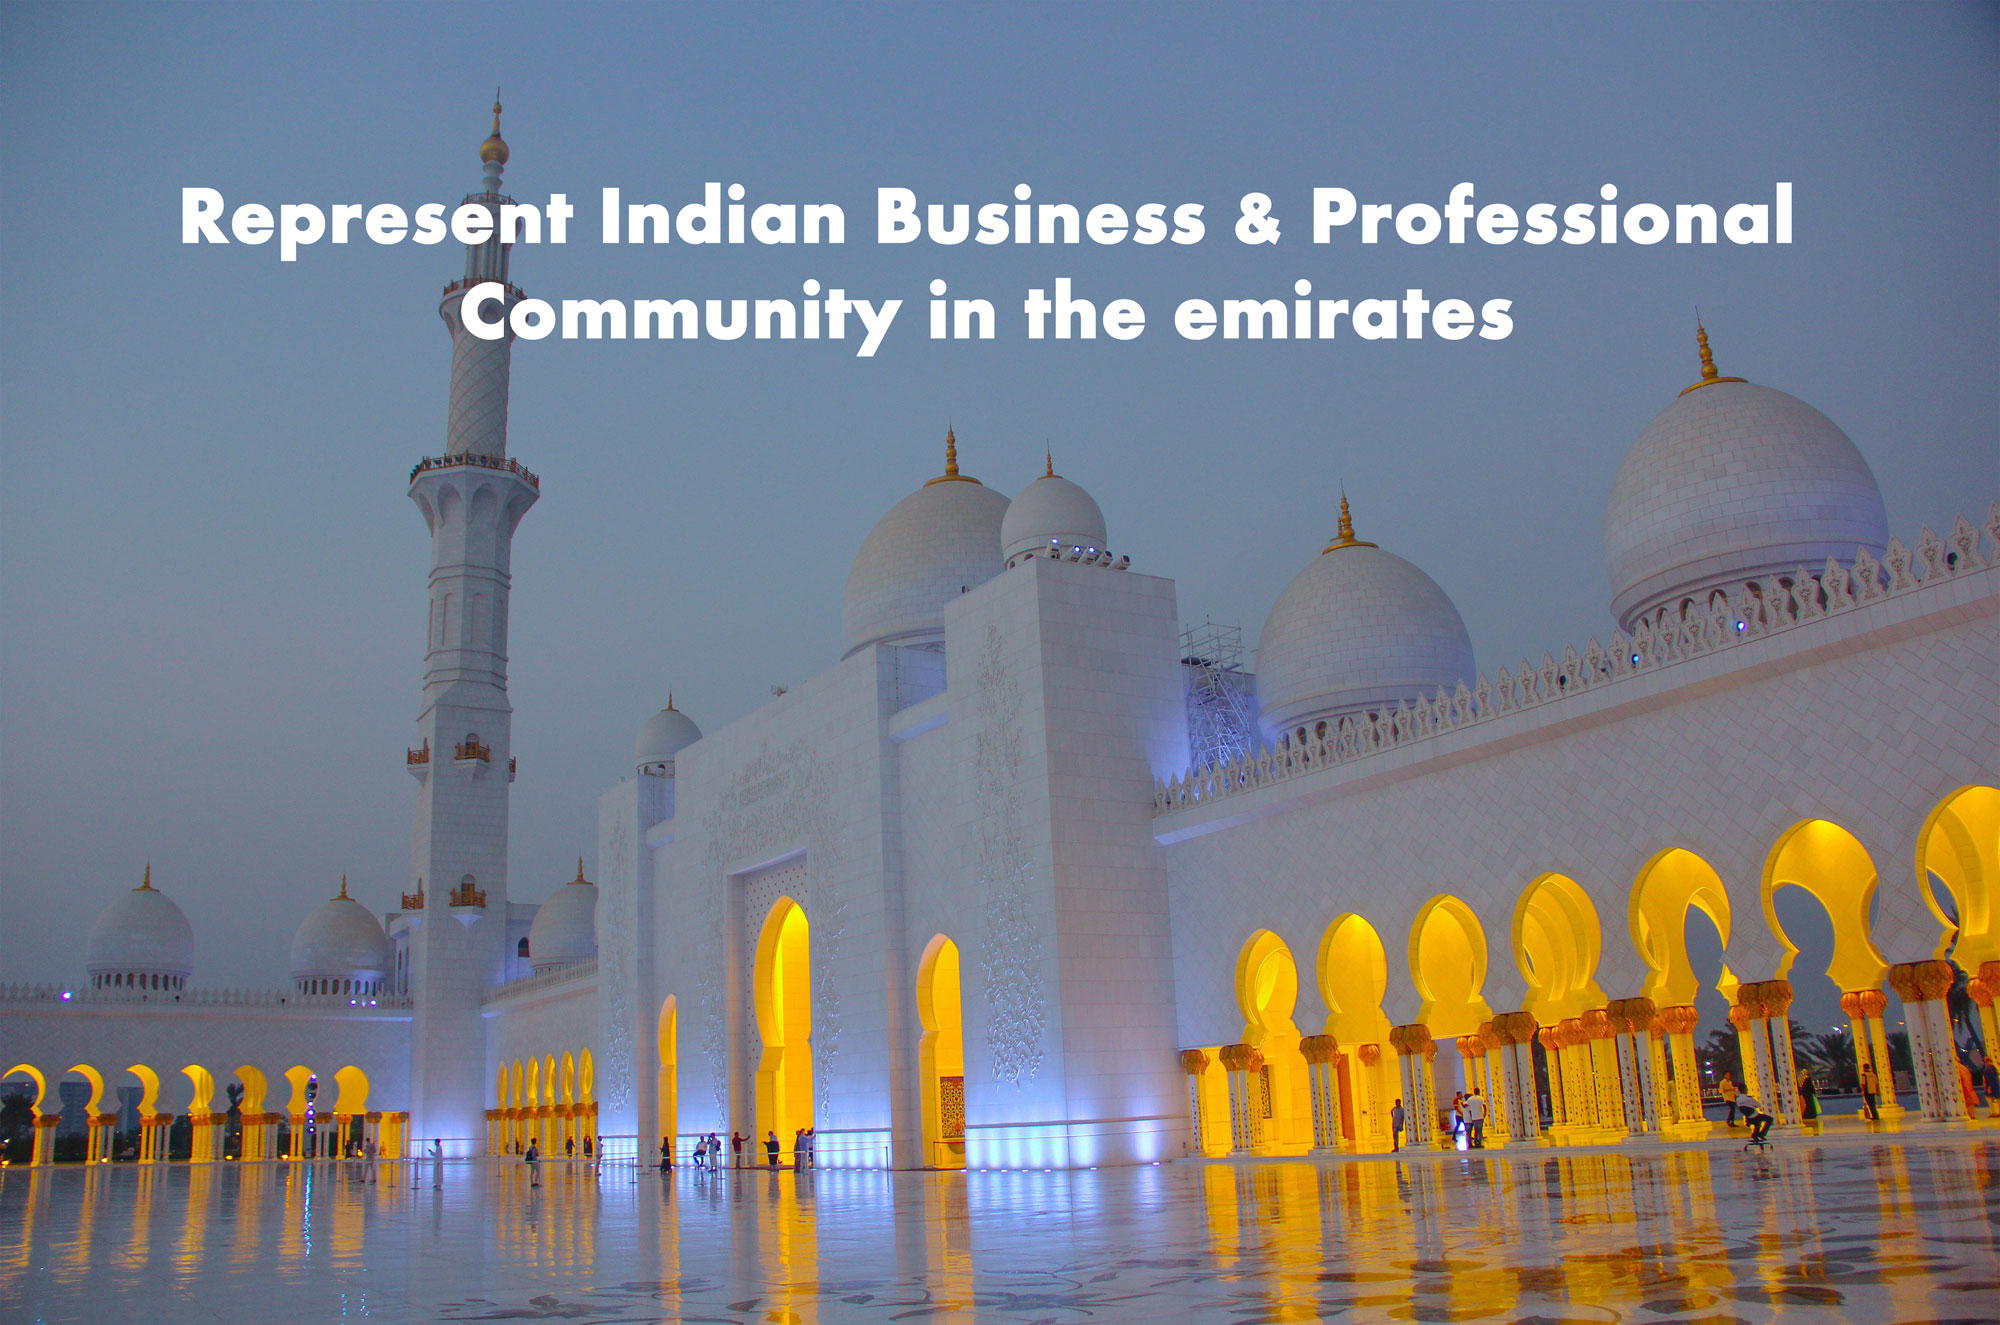 Represent Indian Business & Professional
Community in the emirates